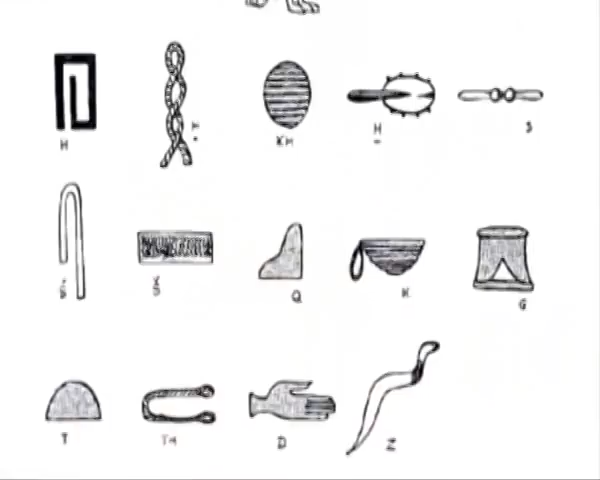 H Ḥ KH H̱ S
Ś Š Q K G
T TH D Z